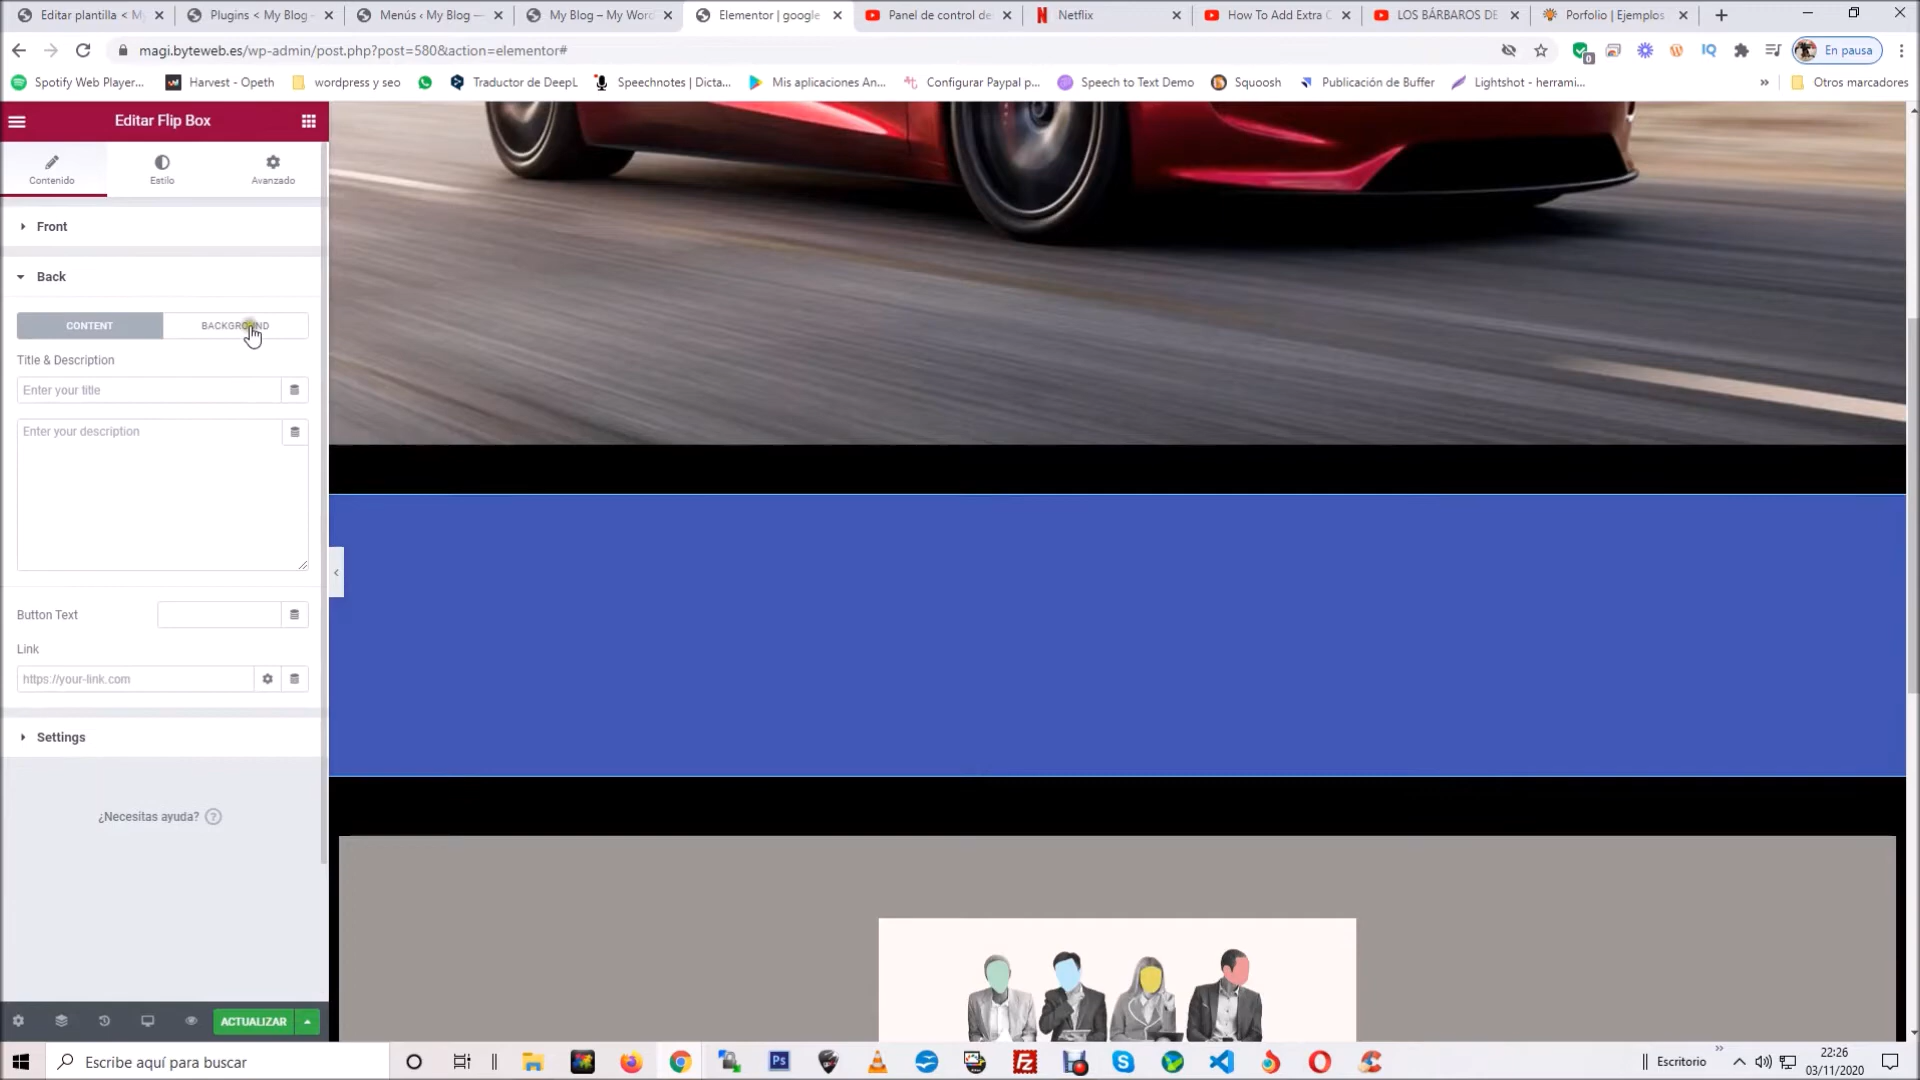 Editar plantilla < My
Plugins < My Blog -
Menús ‹ My Blog —
My Blog – My Word
Elementor | google
Panel de control de
Netflix
How To Add Extra C
LOS BÁRBAROS DE
Porfolio | Ejemplos
magi.byteweb.es/wp-admin/post.php?post=580&action=elementor#
En pausa
Spotify Web Player...
Harvest - Opeth
wordpress y seo
Traductor de DeepL
Speechnotes | Dicta...
Mis aplicaciones An...
Configurar Paypal p...
Speech to Text Demo
Squoosh
Publicación de Buffer
Lightshot - herrami...
»
Otros marcadores
Editar Flip Box
Contenido
Estilo
Avanzado
Front
Back
CONTENT
BACKGROUND
Title & Description
Enter your title
Enter your description
Button Text
Link
https://your-link.com
Settings
¿Necesitas ayuda? ?
ACTUALIZAR
Escribe aquí para buscar
Ps
Escritorio
»
22:26
03/11/2020